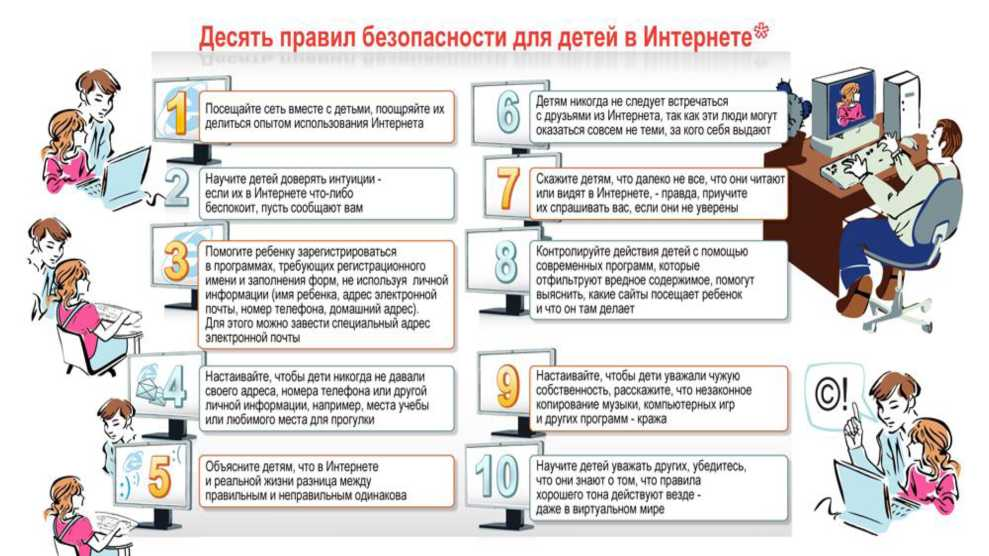 Десять правил безопасности для детей в Интернете*
1
Посещайте сеть вместе с детьми, поощряйте их
делиться опытом использования Интернета
2
Научите детей доверять интуиции -
если их в Интернете что-либо
беспокоит, пусть сообщают вам
3
Помогите ребенку зарегистрироваться
в программах, требующих регистрационного
имени и заполнения форм, не используя личной
информации (имя ребенка, адрес электронной
почты, номер телефона, домашний адрес).
Для этого можно завести специальный адрес
электронной почты
4
Настаивайте, чтобы дети никогда не давали
своего адреса, номера телефона или другой
личной информации, например, места учебы
или любимого места для прогулки
5
Объясните детям, что в Интернете
и реальной жизни разница между
правильным и неправильным одинакова
6
Детям никогда не следует встречаться
с друзьями из Интернета, так как эти люди могут
оказаться совсем не теми, за кого себя выдают
7
Скажите детям, что далеко не все, что они читают
или видят в Интернете, - правда, приучите
их спрашивать вас, если они не уверены
8
Контролируйте действия детей с помощью
современных программ, которые
отфильтруют вредное содержимое, помогут
выяснить, какие сайты посещает ребенок
и что он там делает
9
Настаивайте, чтобы дети уважали чужую
собственность, расскажите, что незаконное
копирование музыки, компьютерных игр
и других программ - кража
10
Научите детей уважать других, убедитесь,
что они знают о том, что правила
хорошего тона действуют везде -
даже в виртуальном мире
©!